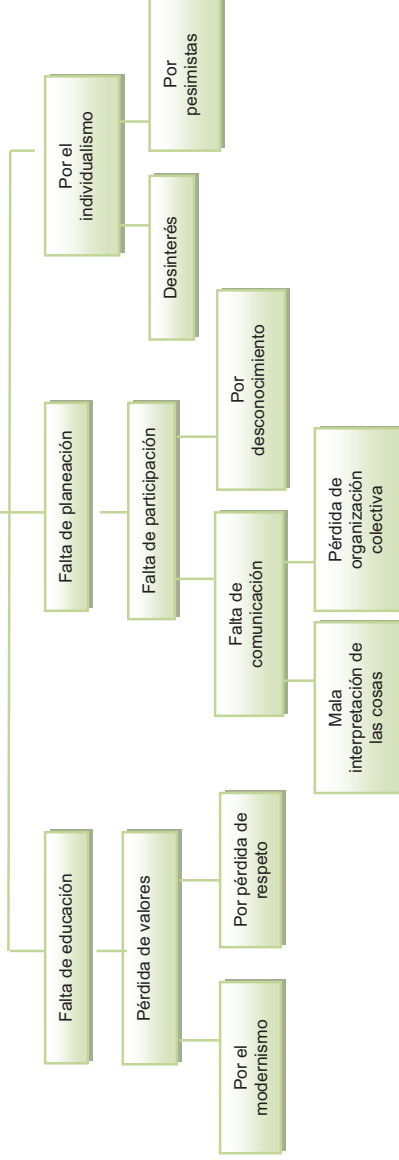 Falta de educación
Falta de planeación
Por el
individualismo
Pérdida de valores
Falta de participación
Desinterés
Por
pesimistas
Por el
modernismo
Por pérdida de
respeto
Falta de
comunicación
Por
desconocimiento
Mala
interpretación de
las cosas
Pérdida de
organización
colectiva